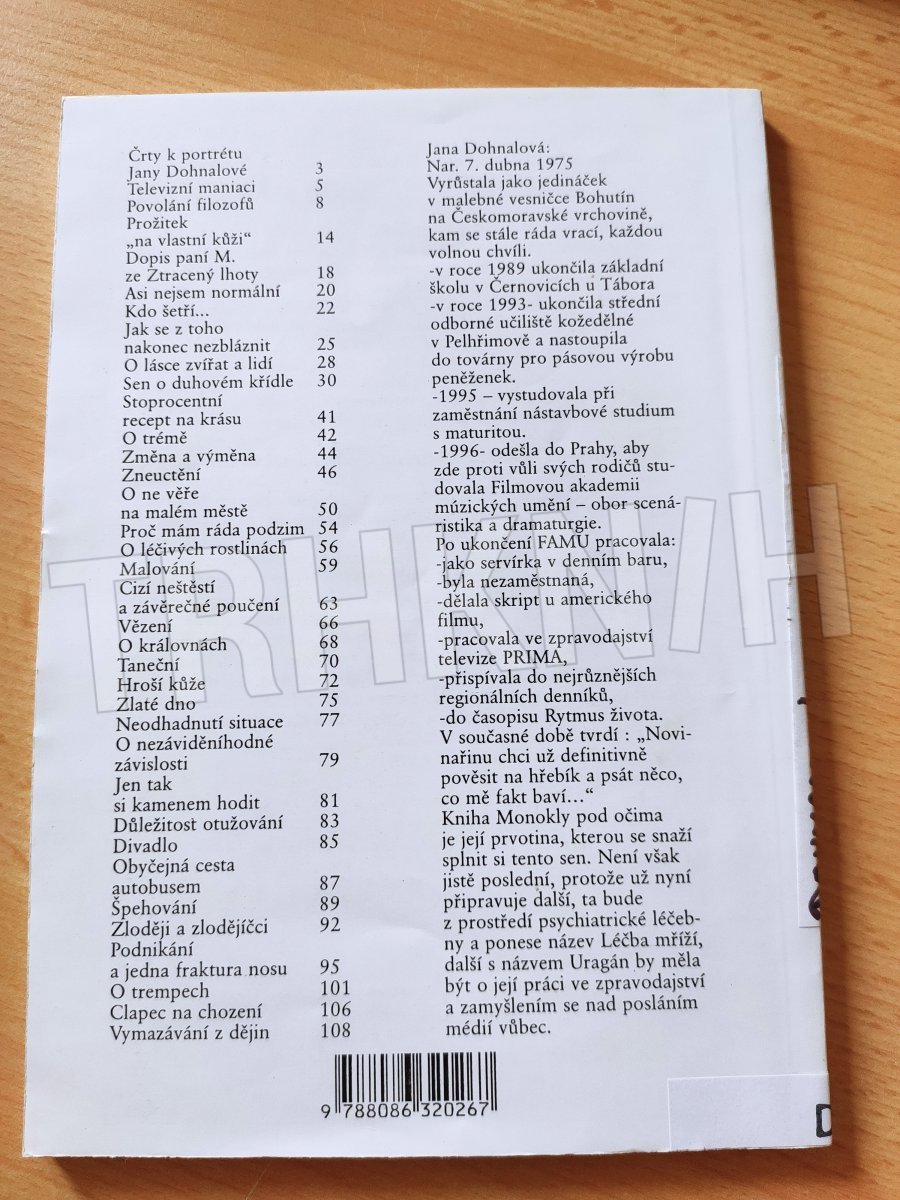 Črty k portrétu
Jany Dohnalové 3
Televizní maniaci 5
Povolání filozofů 8
Prožitek
„na vlastní kůži“ 14
Dopis paní M.
ze Ztracený lhoty 18
Asi nejsem normální 20
Kdo šetří... 22
Jak se z toho
nakonec nezbláznit 25
O lásce zvířat a lidí 28
Sen o duhovém křídle 30
Stoprocentní
recept na krásu 41
O trémě 42
Změna a výměna 44
Zneuctění 46
O ne věře
na malém městě 50
Proč mám ráda podzim 54
O léčivých rostlinách 56
Malování 59
Cizí neštěstí
a závěrečné poučení 63
Vězení 66
O královnách 68
Taneční 70
Hroší kůže 72
Zlaté dno 75
Neodhadnutí situace 77
O nezáviděníhodné
závislosti 79
Jen tak
si kamenem hodit 81
Důležitost otužování 83
Divadlo 85
Obyčejná cesta
autobusem 87
Špehování 89
Zloději a zlodějíčci 92
Podnikání
a jedna fraktura nosu 95
O trempech 101
Clapec na chození 106
Vymazávání z dějin 108
Jana Dohnalová:
Nar. 7. dubna 1975
Vyrůstala jako jedináček
v malebné vesničce Bohutín
na Českomoravské vrchovině,
kam se stále ráda vrací, každou
volnou chvíli.
-v roce 1989 ukončila základní
školu v Černovicích u Tábora
-v roce 1993- ukončila střední
odborné učiliště kožedělné
v Pelhřimově a nastoupila
do továrny pro pásovou výrobu
peněženek.
-1995 – vystudovala při
zaměstnání nástavbové studium
s maturitou.
-1996- odešla do Prahy, aby
zde proti vůli svých rodičů stu-
dovala Filmovou akademii
múzických umění – obor scená-
ristika a dramaturgie.
Po ukončení FAMU pracovala:
-jako servírka v denním baru,
-byla nezaměstnaná,
-dělala skript u amerického
filmu,
-pracovala ve zpravodajství
televize PRIMA,
-přispívala do nejrůznějších
regionálních denníků,
-do časopisu Rytmus života.
V současné době tvrdí : „Novi-
nařinu chci už definitivně
pověsit na hřebík a psát něco,
co mě fakt baví...“
Kniha Monokly pod očima
je její prvotina, kterou se snaží
splnit si tento sen. Není však
jistě poslední, protože už nyní
připravuje další, ta bude
z prostředí psychiatrické léčeb-
ny a ponese název Léčba mříží,
další s názvem Uragán by měla
být o její práci ve zpravodajství
a zamyšlením se nad posláním
médií vůbec.
9 788086 320267
D
TRHKNIH